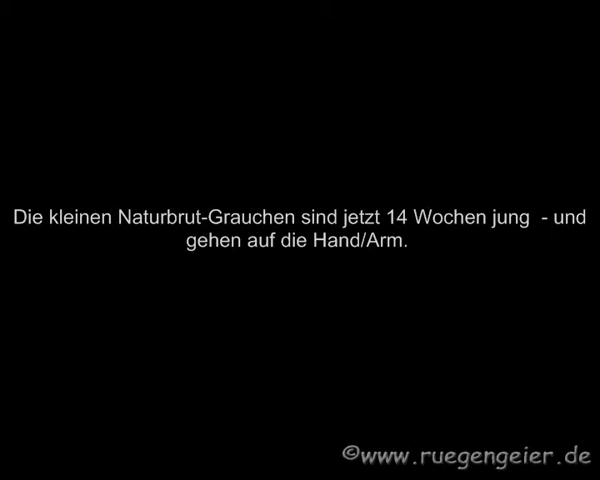 Die kleinen Naturbrut-Grauchen sind jetzt 14 Wochen jung  - und
gehen auf die Hand/Arm.
©www.ruegengeier.de